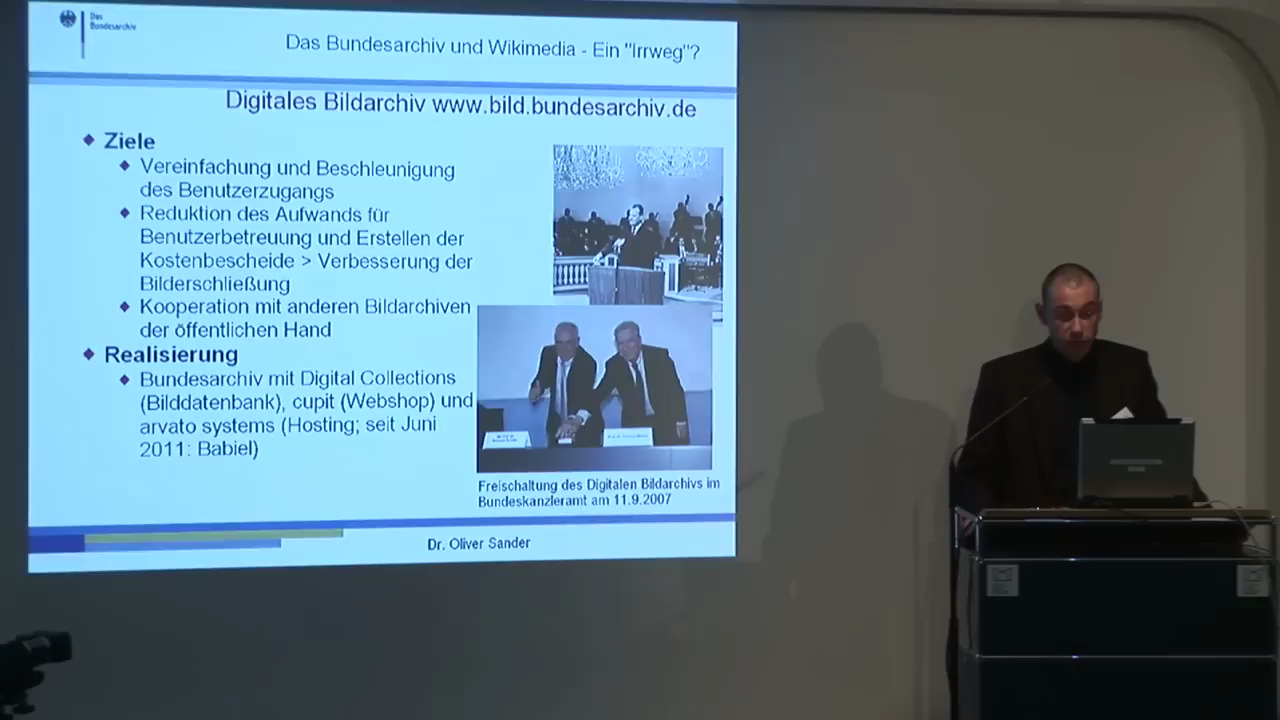 Das
Bundesarchiv
Das Bundesarchiv und Wikimedia - Ein "Irrweg"?
Digitales Bildarchiv www.bild.bundesarchiv.de
Ziele
Vereinfachung und Beschleunigung
des Benutzerzugangs
Reduktion des Aufwands für
Benutzerbetreuung und Erstellen der
Kostenbescheide > Verbesserung der
Bilderschließung
Kooperation mit anderen Bildarchiven
der öffentlichen Hand
Realisierung
Bundesarchiv mit Digital Collections
(Bilddatenbank), cupit (Webshop) und
arvato systems (Hosting; seit Juni
2011: Babiel)
Freischaltung des Digitalen Bildarchivs im
Bundeskanzleramt am 11.9.2007
Dr. Oliver Sander